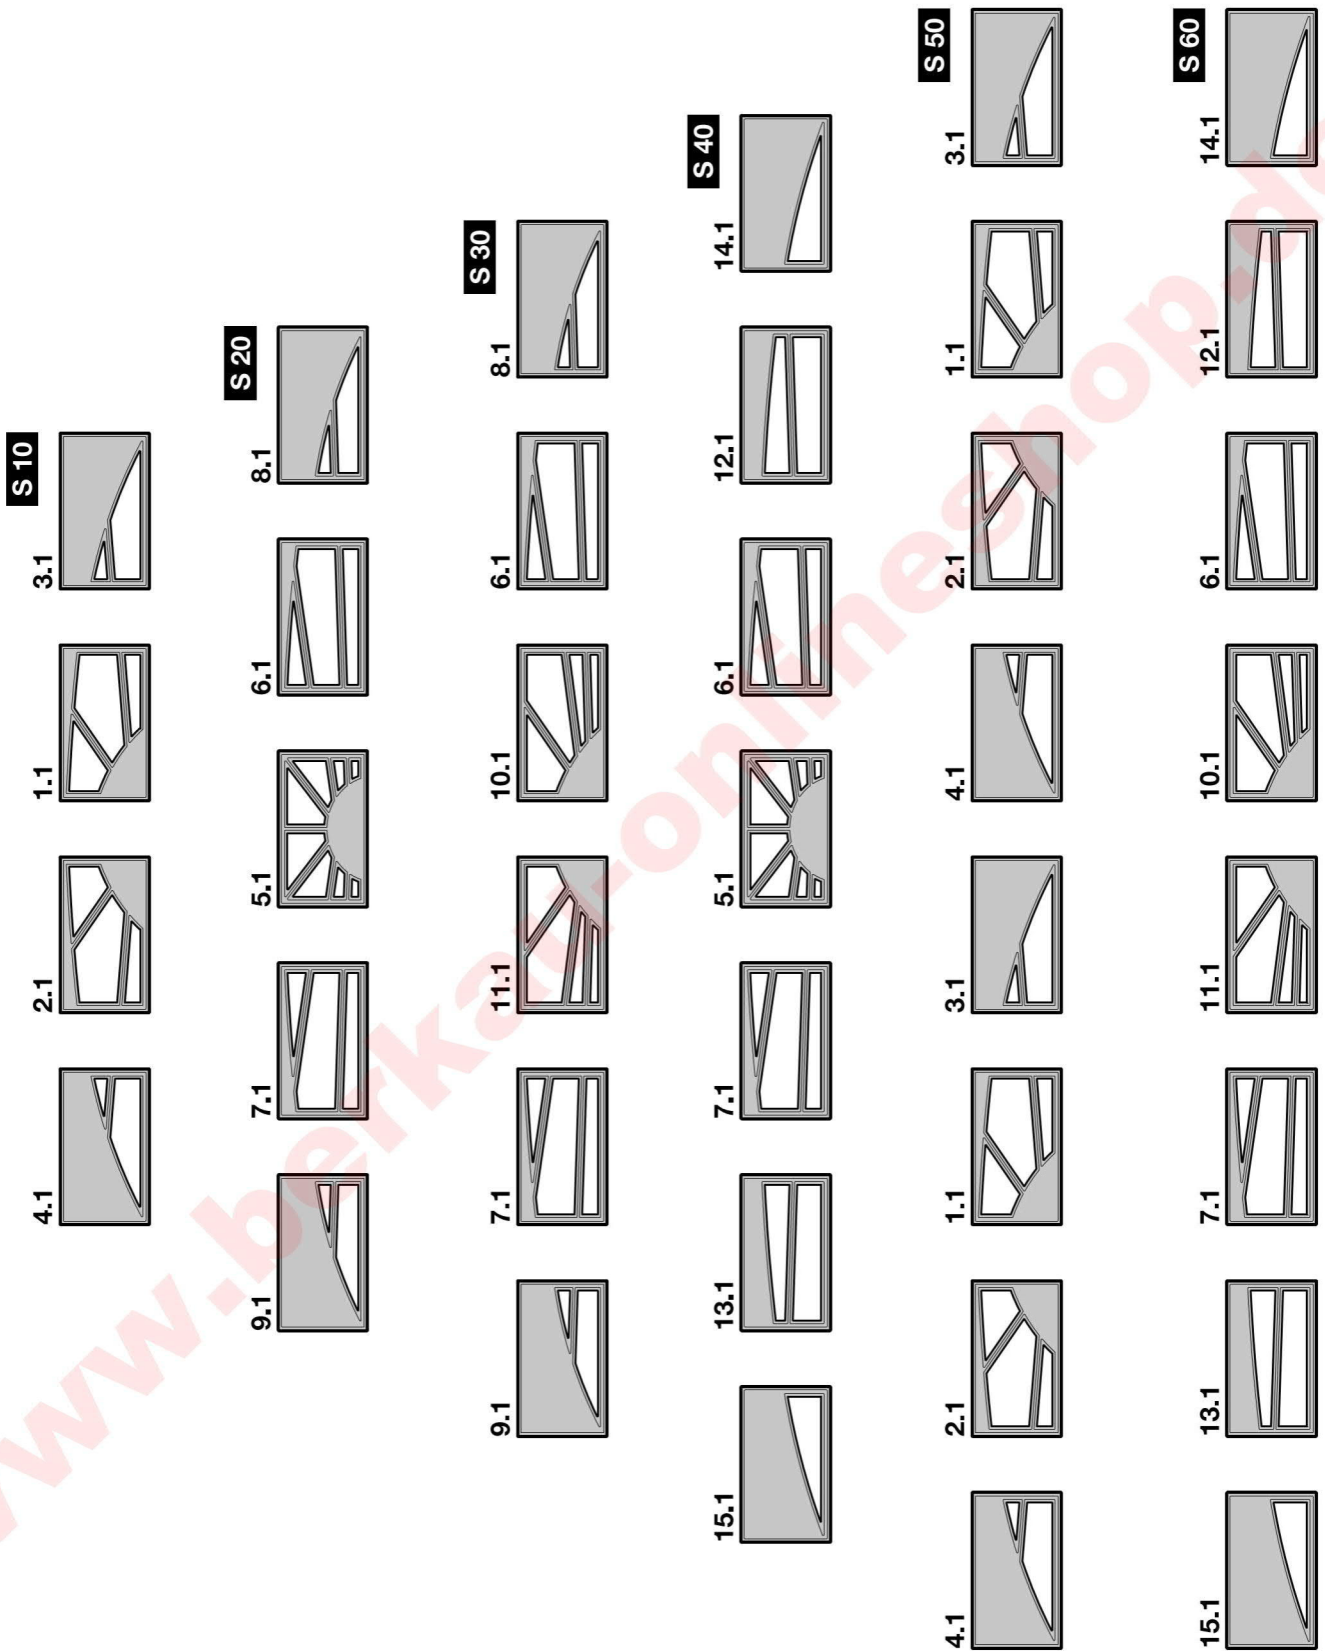 S 10
4.1 2.1 1.1 3.1
S 20
9.1 7.1 5.1 6.1 8.1
S 30
9.1 7.1 11.1 10.1 6.1 8.1
S 40
15.1 13.1 7.1 5.1 6.1 12.1 14.1
S 50
4.1 2.1 1.1 3.1 4.1 2.1 1.1 3.1
S 60
15.1 13.1 7.1 11.1 10.1 6.1 12.1 14.1
www.berkau-onlineshop.de